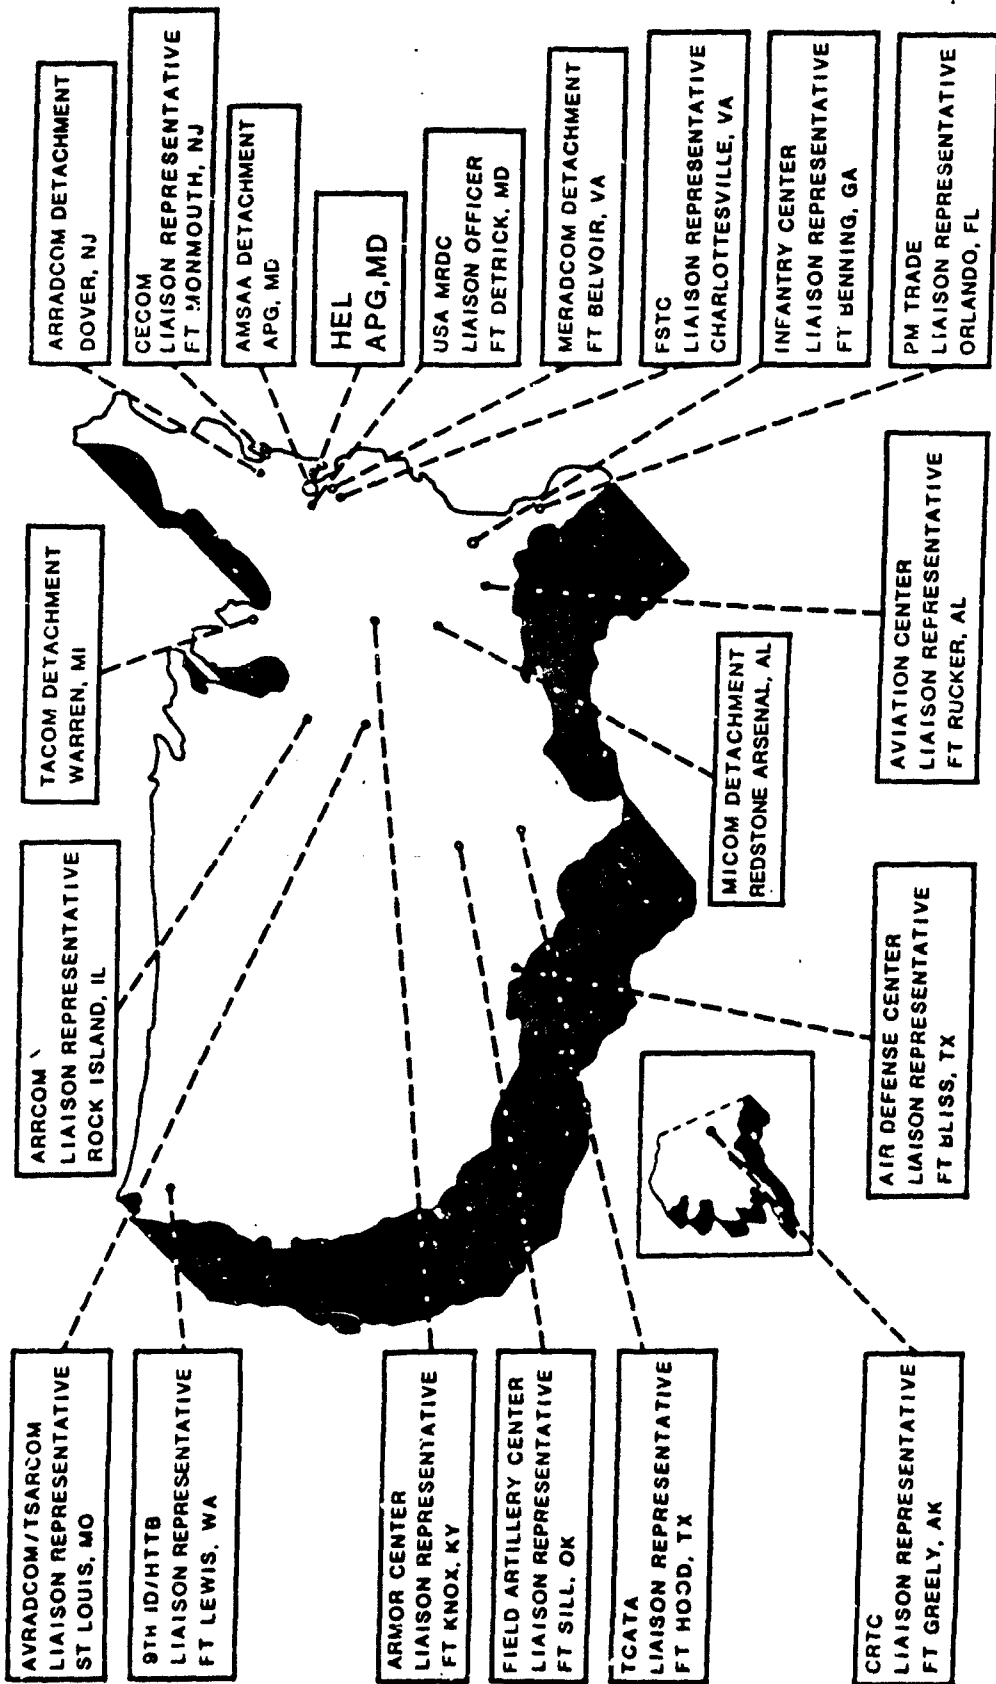 AVRADCOM/TSARCOM
LIAISON REPRESENTATIVE
ST LOUIS, MO
9TH ID/HTTB
LIAISON REPRESENTATIVE
FT LEWIS, WA
ARMOR CENTER
LIAISON REPRESENTATIVE
FT KNOX, KY
FIELD ARTILLERY CENTER
LIAISON REPRESENTATIVE
FT SILL, OK
TCATA
LIAISON REPRESENTATIVE
FT HOOD, TX
CRTC
LIAISON REPRESENTATIVE
FT GREELY, AK
ARRCOM
LIAISON REPRESENTATIVE
ROCK ISLAND, IL
TACOM DETACHMENT
WARREN, MI
MICOM DETACHMENT
REDSTONE ARSENAL, AL
AIR DEFENSE CENTER
LIAISON REPRESENTATIVE
FT BLISS, TX
AVIATION CENTER
LIAISON REPRESENTATIVE
FT RUCKER, AL
ARRADCOM DETACHMENT
DOVER, NJ
CECOM
LIAISON REPRESENTATIVE
FT MONMOUTH, NJ
AMSAA DETACHMENT
APG, MD
HEL
APG,MD
USA MRDC
LIAISON OFFICER
FT DETRICK, MD
MERADCOM DETACHMENT
FT BELVOIR, VA
FSTC
LIAISON REPRESENTATIVE
CHARLOTTESVILLE, VA
INFANTRY CENTER
LIAISON REPRESENTATIVE
FT BENNING, GA
PM TRADE
LIAISON REPRESENTATIVE
ORLANDO, FL